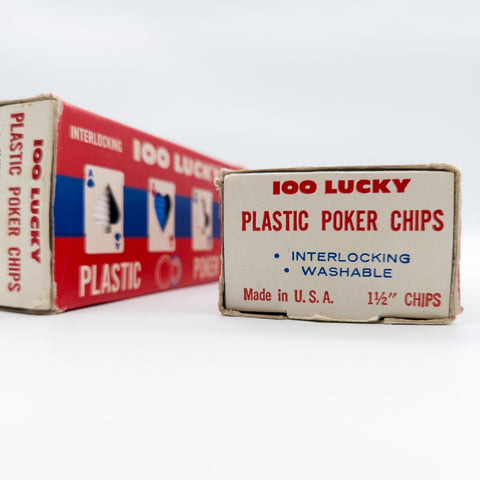 100 LUCKY
PLASTIC POKER CHIPS
INTERLOCKING
100 LUCKY
A
A
PLASTIC
POKER
100 LUCKY
PLASTIC POKER CHIPS
• INTERLOCKING
• WASHABLE
Made in U.S.A.
1½" CHIPS